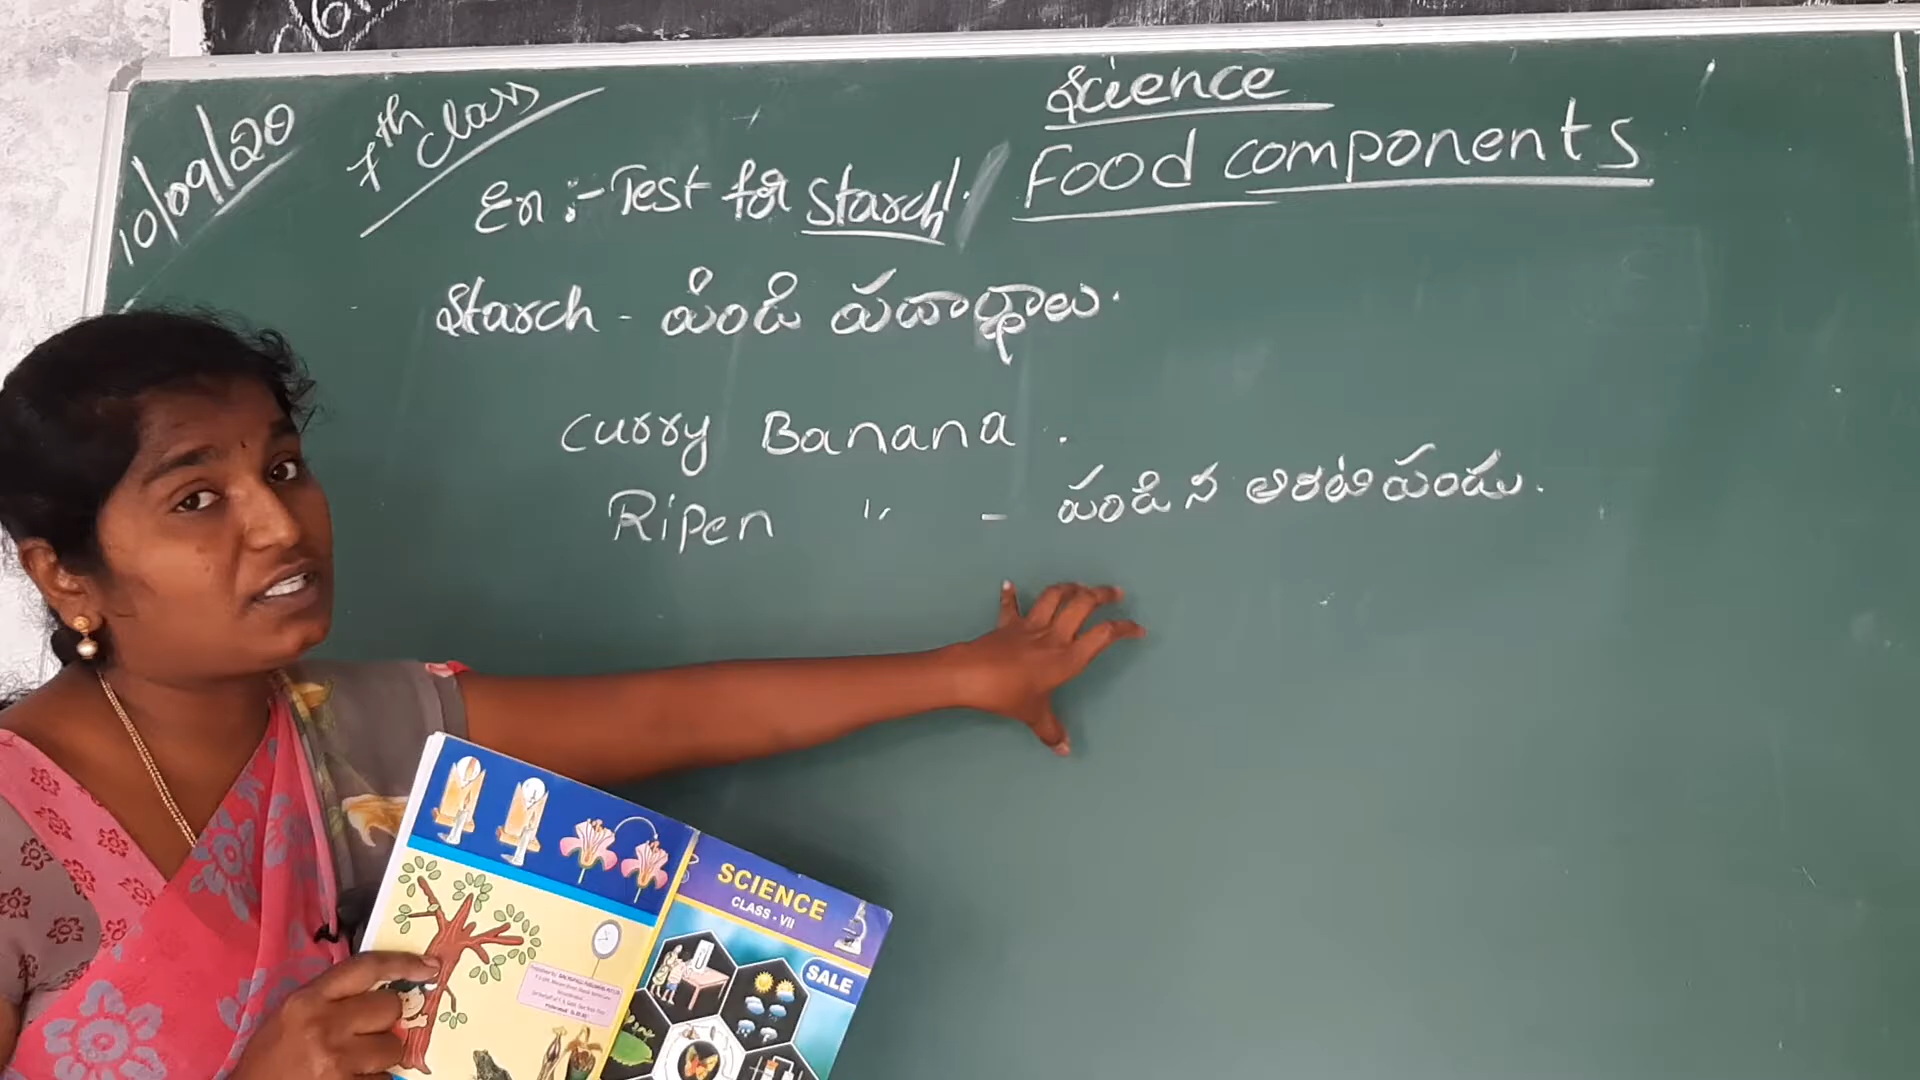 10/09/20
7th class
Science
Food components
En :- Test for starch.
Starch - పిండి పదార్థాలు.
Curry Banana.
Ripen " - పండిన అరటిపండు.
SCIENCE
CLASS - VII
SALE